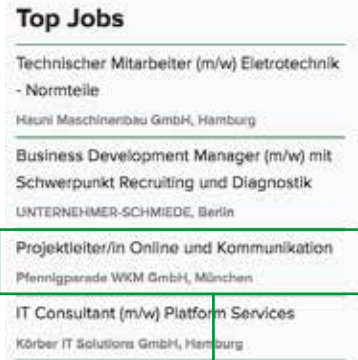 Top Jobs
Technischer Mitarbeiter (m/w) Eletrotechnik
- Normteile
Hauni Maschinenbau GmbH, Hamburg
Business Development Manager (m/w) mit
Schwerpunkt Recruiting und Diagnostik
UNTERNEHMER-SCHMIEDE, Berlin
Projektleiter/in Online und Kommunikation
Pfennigparade WKM GmbH, München
IT Consultant (m/w) Platform Services
Körber IT Solutions GmbH, Hamburg